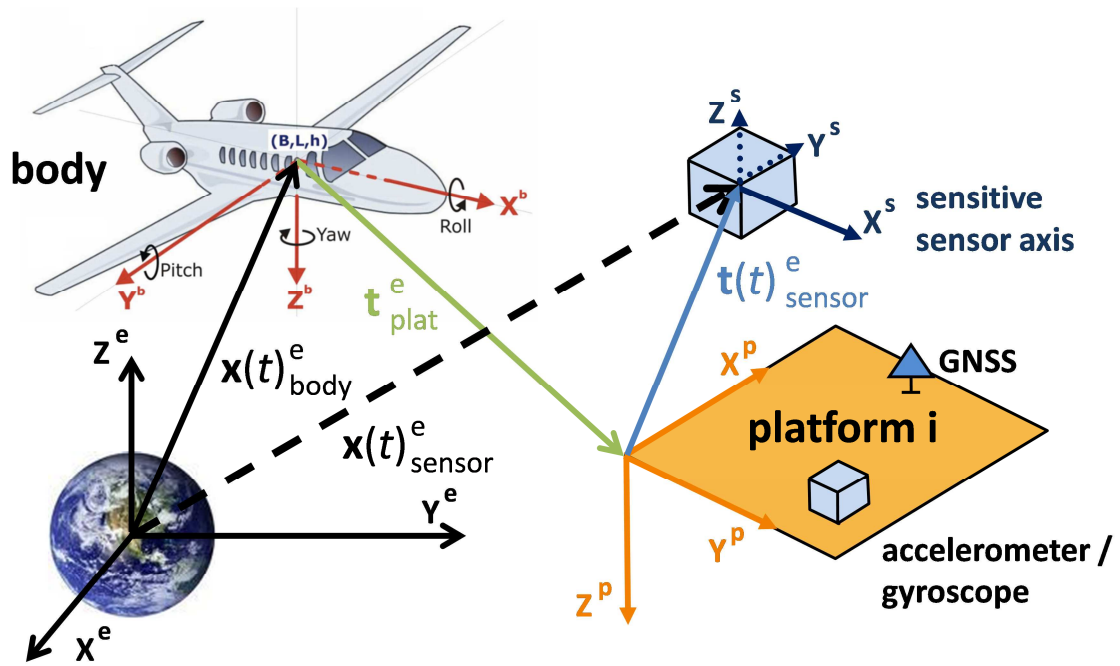 body
(B,L,h)
X^b
Roll
Yaw
Pitch
Y^b
Z^b
Z^s
Y^s
X^s
sensitive
sensor axis
t^e_plat
t(t)^e_sensor
Z^e
x(t)^e_body
x(t)^e_sensor
Y^e
X^e
X^p
GNSS
platform i
Y^p
Z^p
accelerometer /
gyroscope